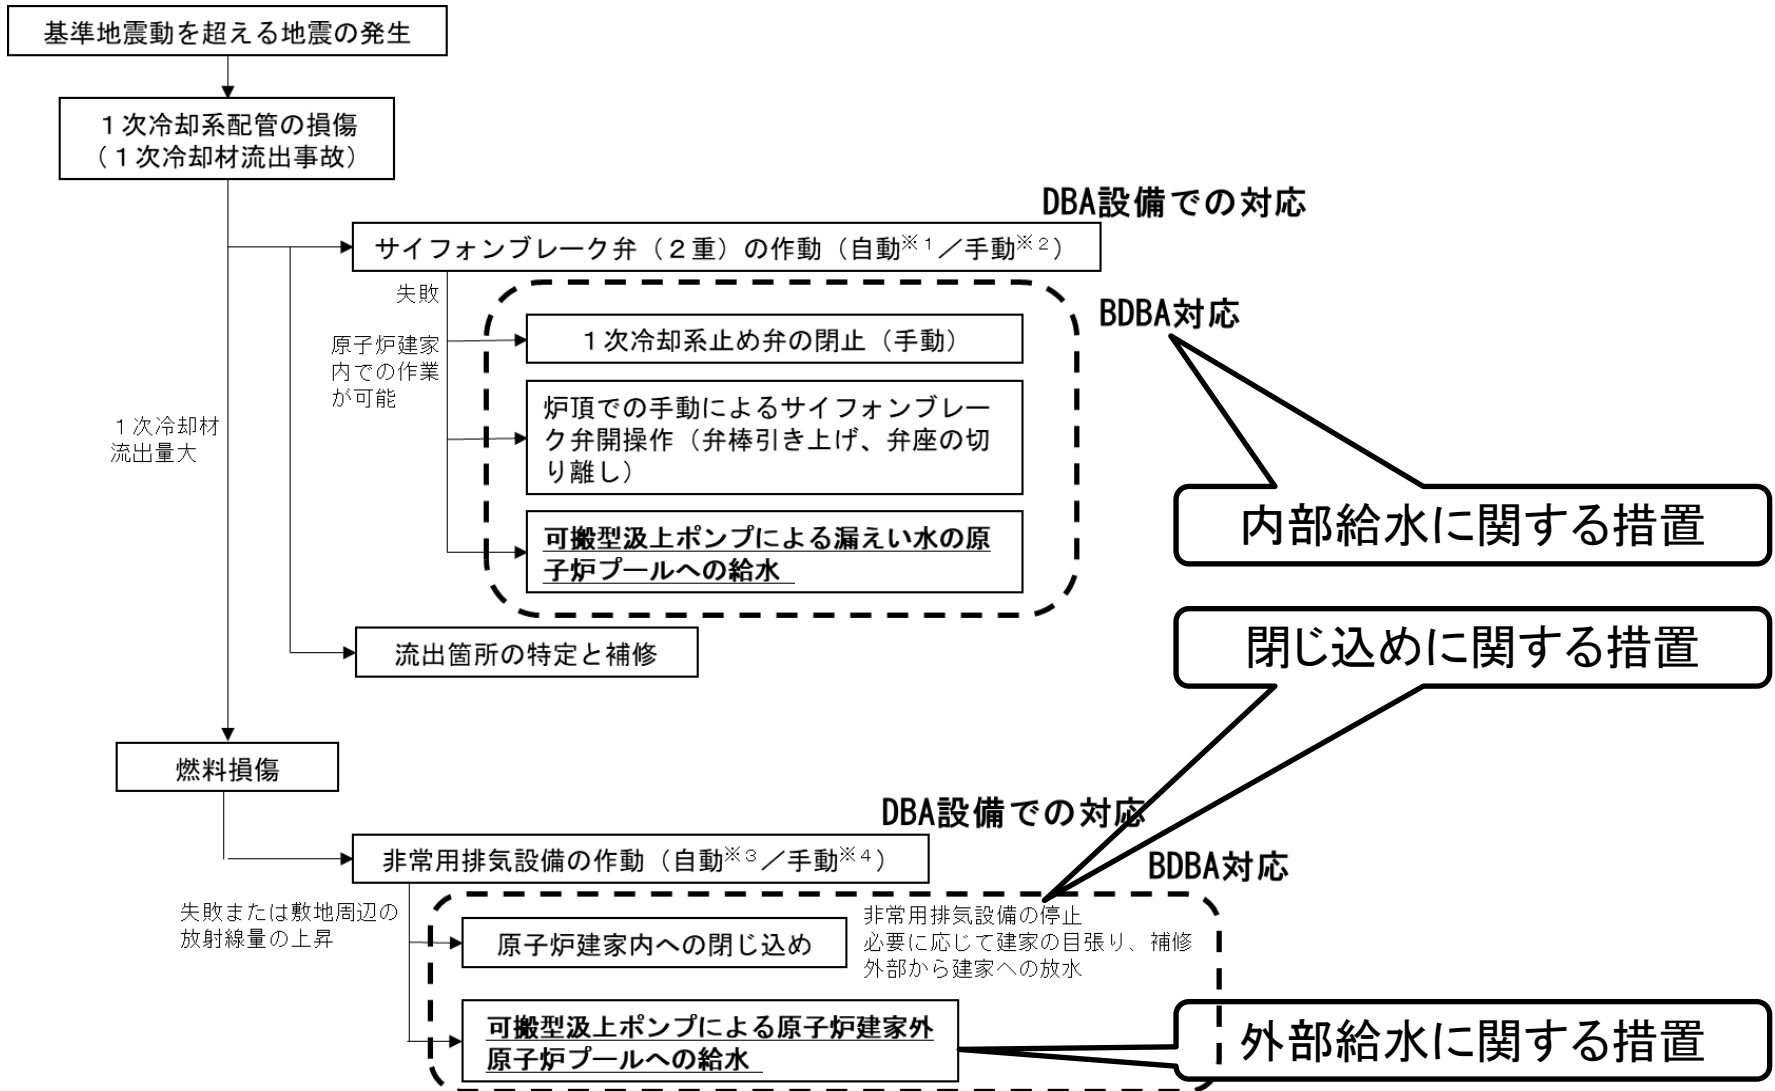 基準地震動を超える地震の発生
１次冷却系配管の損傷
（１次冷却材流出事故）
DBA設備での対応
サイフォンブレーク弁（２重）の作動（自動※１／手動※２）
失敗
BDBA対応
原子炉建家
内での作業
が可能
１次冷却系止め弁の閉止（手動）
炉頂での手動によるサイフォンブレー
ク弁開操作（弁棒引き上げ、弁座の切
り離し）
１次冷却材
流出量大
内部給水に関する措置
可搬型汲上ポンプによる漏えい水の原
子炉プールへの給水
閉じ込めに関する措置
流出箇所の特定と補修
燃料損傷
DBA設備での対応
非常用排気設備の作動（自動※３／手動※４）
BDBA対応
失敗または敷地周辺の
放射線量の上昇
原子炉建家内への閉じ込め
非常用排気設備の停止
必要に応じて建家の目張り、補修
外部から建家への放水
可搬型汲上ポンプによる原子炉建家外
原子炉プールへの給水
外部給水に関する措置